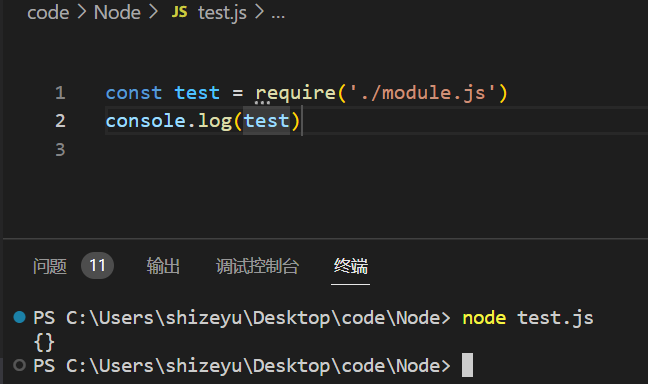 code > Node > JS test.js > ...
1 const test = require('./module.js')
2 console.log(test)
3
问题 11 输出 调试控制台 终端
PS C:\Users\shizeyu\Desktop\code\Node> node test.js
{}
PS C:\Users\shizeyu\Desktop\code\Node>